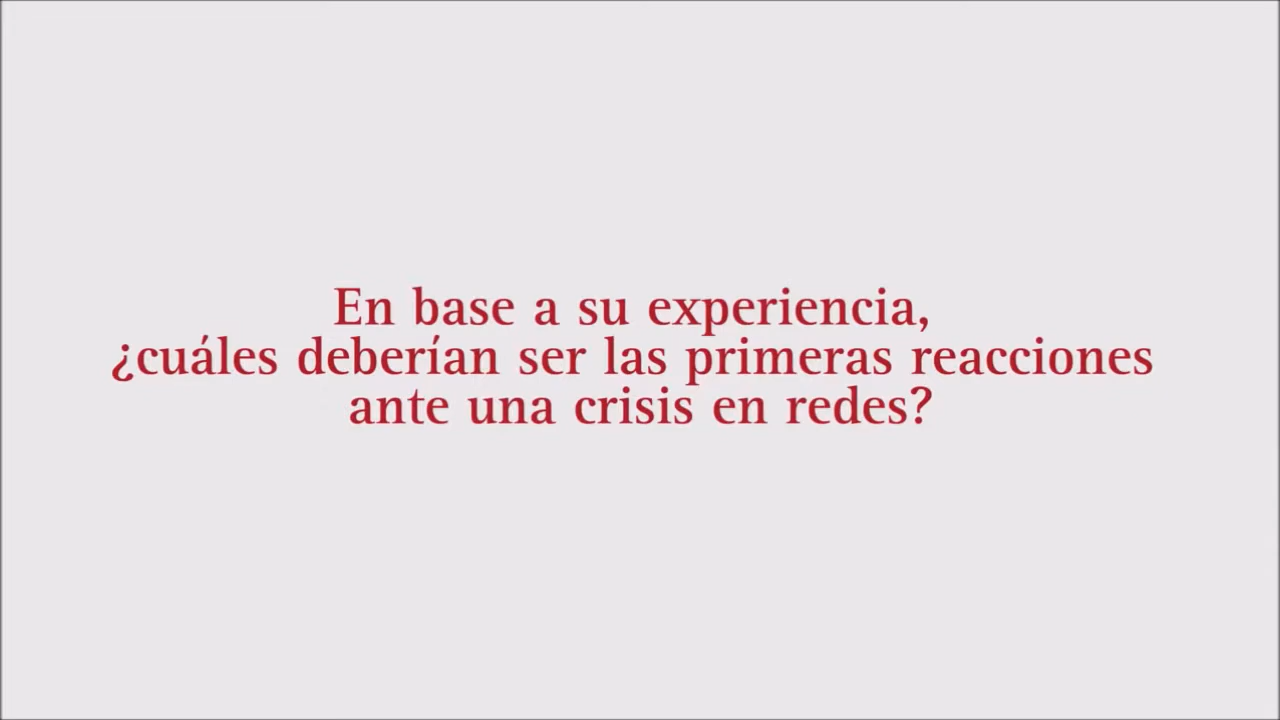 En base a su experiencia,
¿cuáles deberían ser las primeras reacciones
ante una crisis en redes?